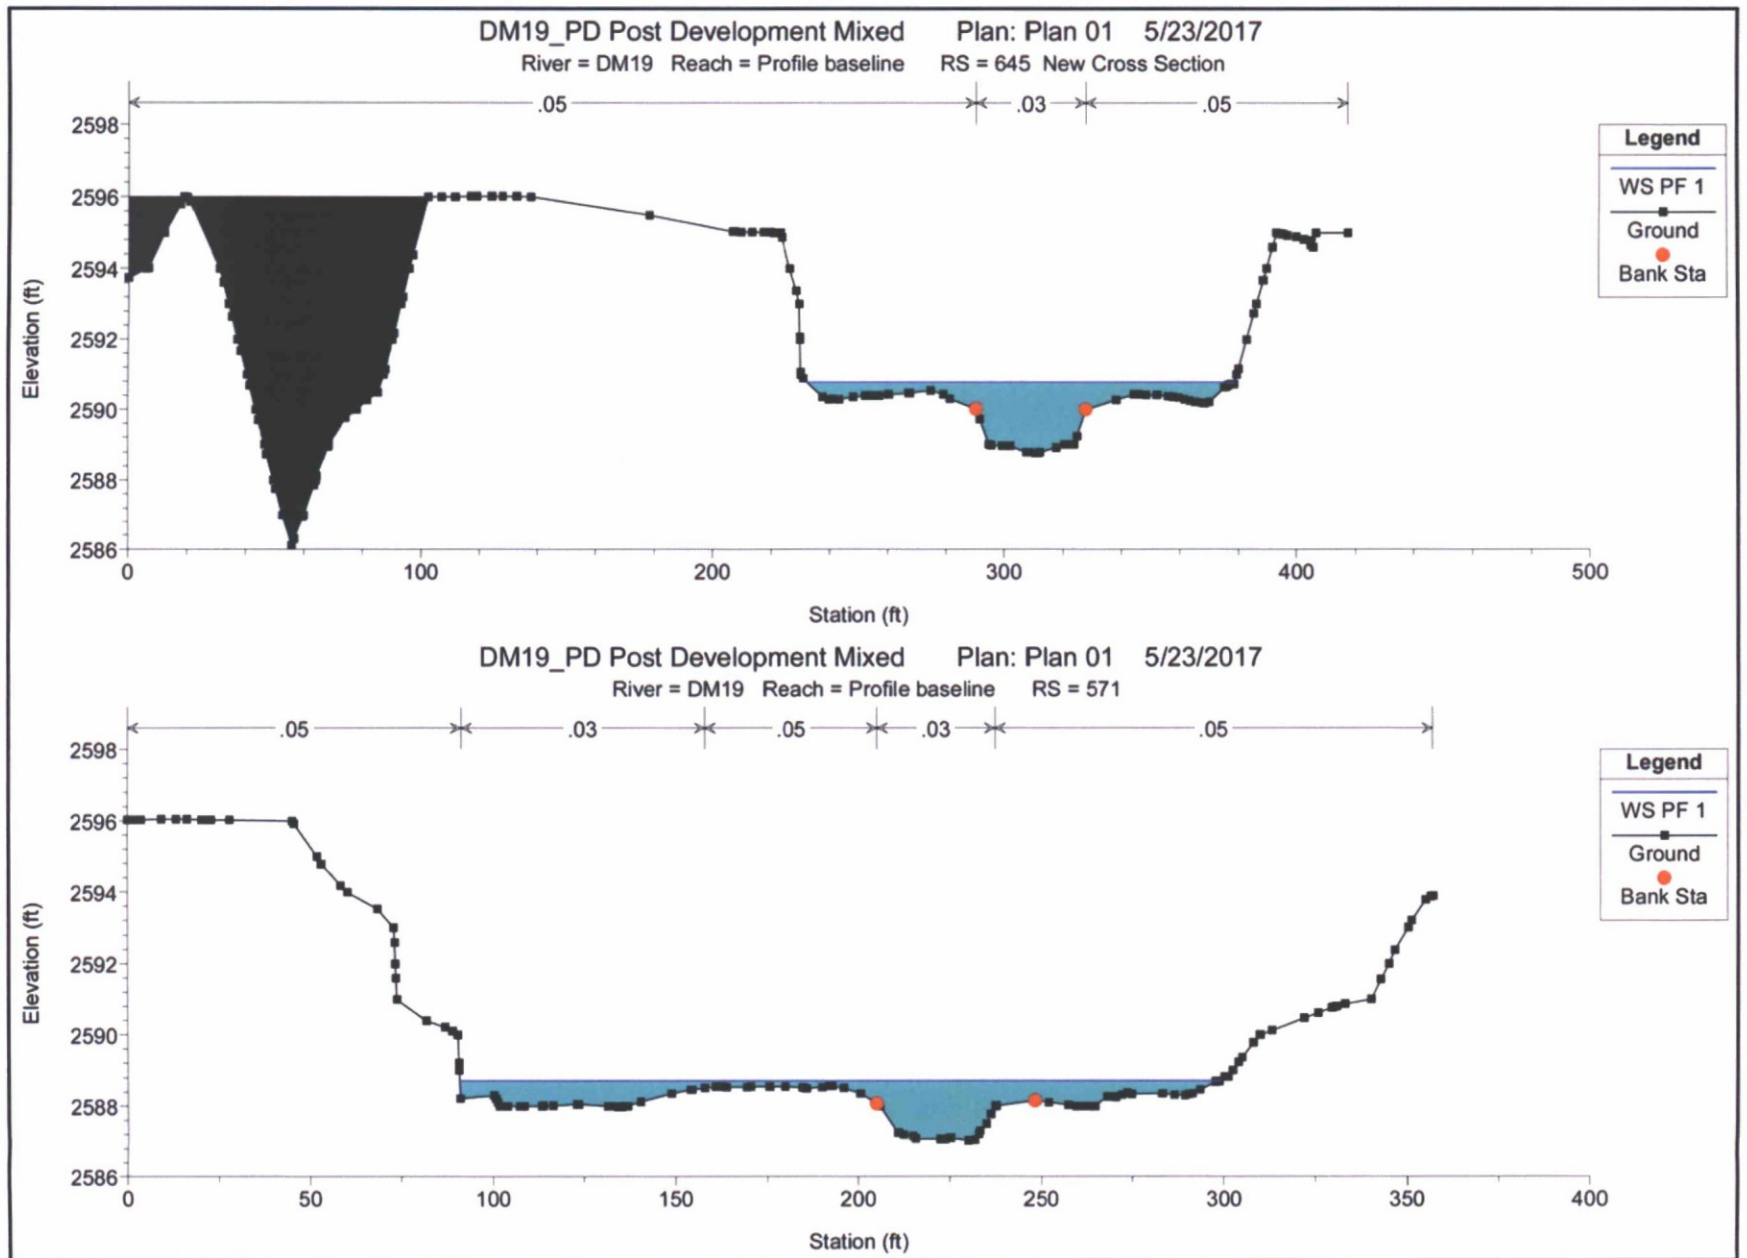 DM19_PD Post Development Mixed Plan: Plan 01 5/23/2017
River = DM19 Reach = Profile baseline RS = 645 New Cross Section
.05 .03 .05
2598
2596
2594
2592
2590
2588
2586
Elevation (ft)
0 100 200 300 400 500
Station (ft)
Legend
WS PF 1
Ground
Bank Sta
DM19_PD Post Development Mixed Plan: Plan 01 5/23/2017
River = DM19 Reach = Profile baseline RS = 571
.05 .03 .05 .03 .05
2598
2596
2594
2592
2590
2588
2586
Elevation (ft)
0 50 100 150 200 250 300 350 400
Station (ft)
Legend
WS PF 1
Ground
Bank Sta